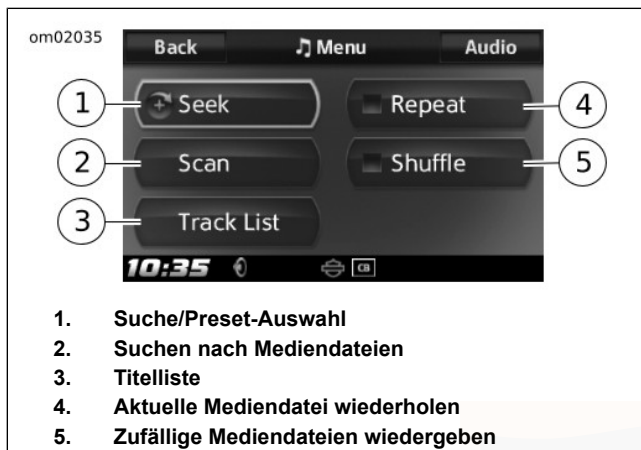 om02035
Back ♫ Menu Audio
1 Seek Repeat 4
2 Scan Shuffle 5
3 Track List
10:35 CB
1. Suche/Preset-Auswahl
2. Suchen nach Mediendateien
3. Titelliste
4. Aktuelle Mediendatei wiederholen
5. Zufällige Mediendateien wiedergeben